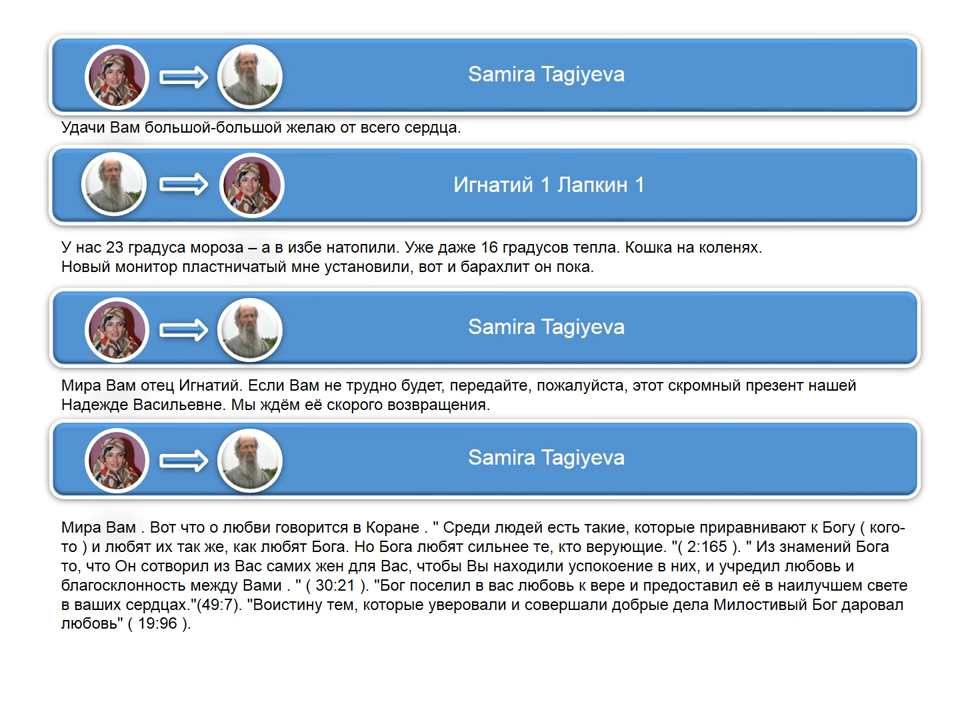 Samira Tagiyeva
Удачи Вам большой-большой желаю от всего сердца.
Игнатий 1 Лапкин 1
У нас 23 градуса мороза – а в избе натопили. Уже даже 16 градусов тепла. Кошка на коленях.
Новый монитор пластничатый мне установили, вот и барахлит он пока.
Samira Tagiyeva
Мира Вам отец Игнатий. Если Вам не трудно будет, передайте, пожалуйста, этот скромный презент нашей
Надежде Васильевне. Мы ждём её скорого возвращения.
Samira Tagiyeva
Мира Вам . Вот что о любви говорится в Коране . " Среди людей есть такие, которые приравнивают к Богу ( кого-
то ) и любят их так же, как любят Бога. Но Бога любят сильнее те, кто верующие. "( 2:165 ). " Из знамений Бога
то, что Он сотворил из Вас самих жен для Вас, чтобы Вы находили успокоение в них, и учредил любовь и
благосклонность между Вами . " ( 30:21 ). "Бог поселил в вас любовь к вере и предоставил её в наилучшем свете
в ваших сердцах."(49:7). "Воистину тем, которые уверовали и совершали добрые дела Милостивый Бог даровал
любовь" ( 19:96 ).